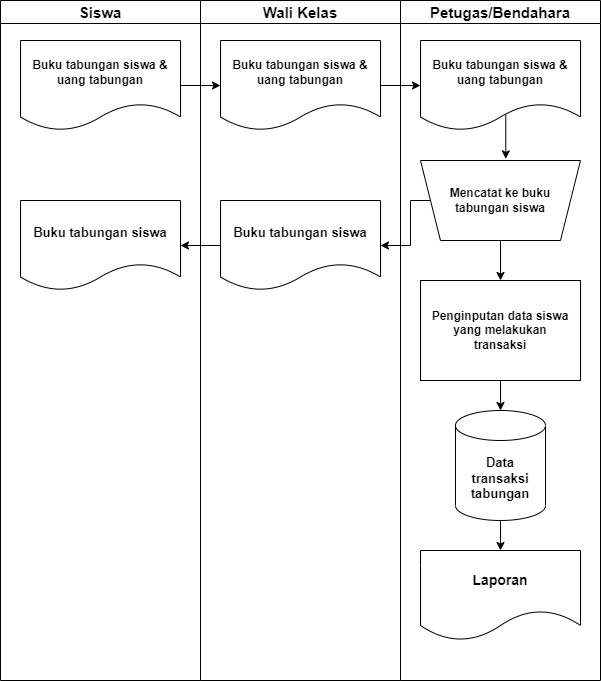 Siswa
Wali Kelas
Petugas/Bendahara
Buku tabungan siswa &
uang tabungan
Buku tabungan siswa &
uang tabungan
Buku tabungan siswa &
uang tabungan
Mencatat ke buku
tabungan siswa
Buku tabungan siswa
Buku tabungan siswa
Penginputan data siswa
yang melakukan
transaksi
Data
transaksi
tabungan
Laporan